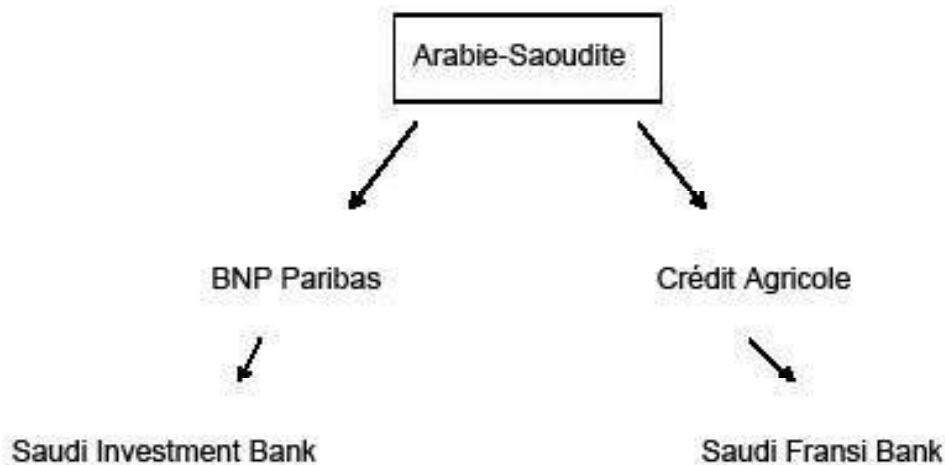 Arabie-Saoudite
BNP Paribas
Crédit Agricole
Saudi Investment Bank
Saudi Fransi Bank